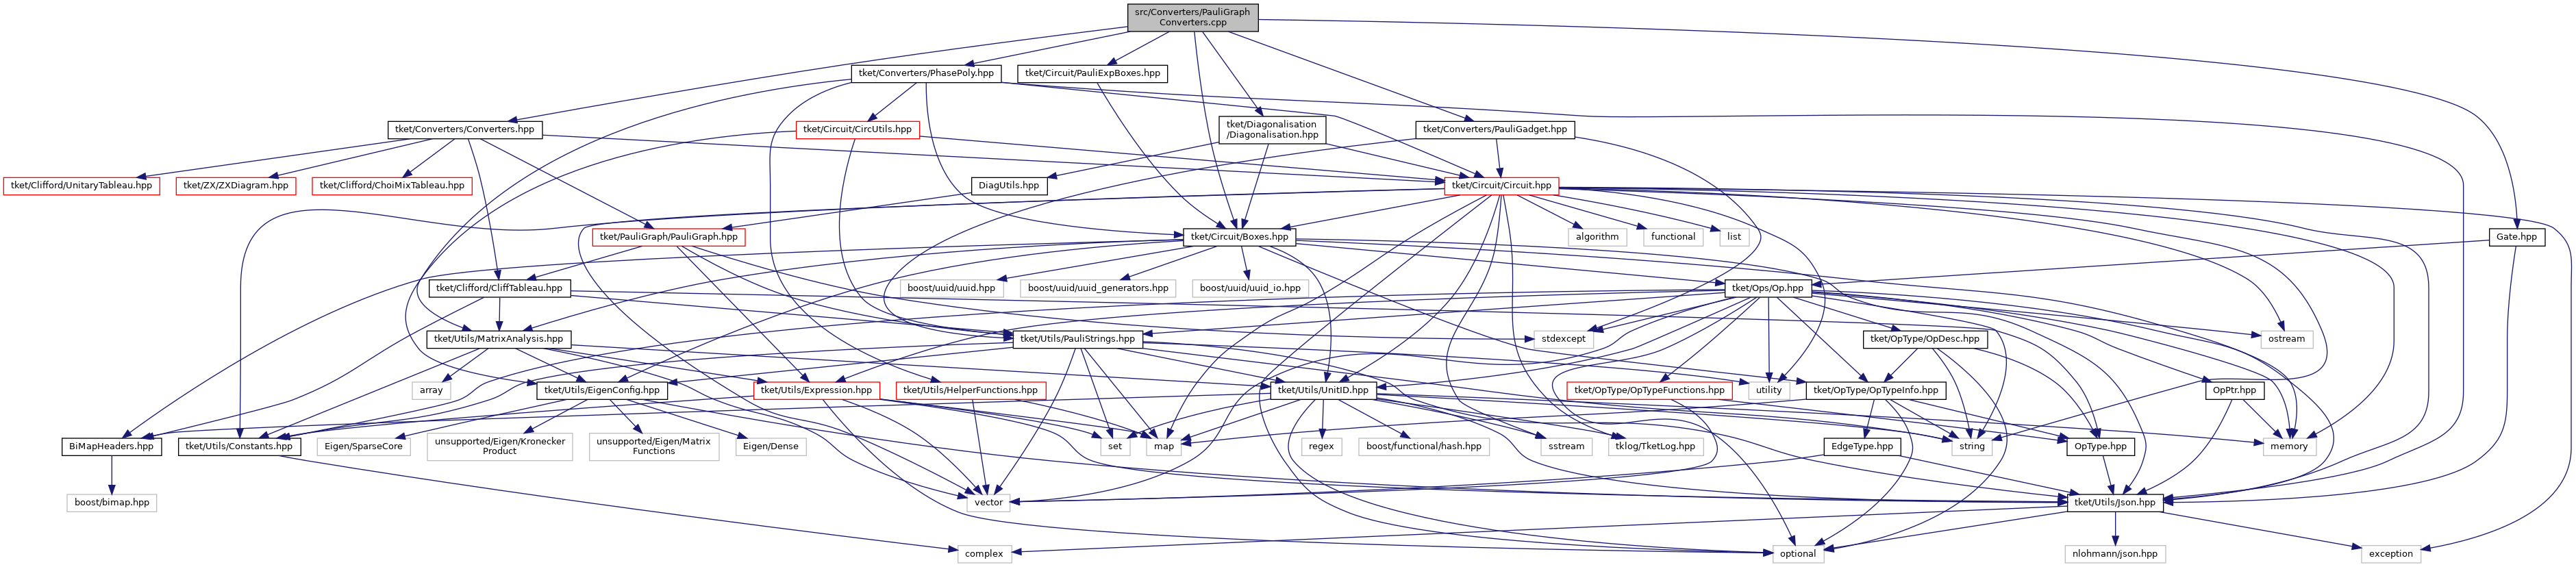 src/Converters/PauliGraph
Converters.cpp
tket/Converters/PhasePoly.hpp
tket/Circuit/PauliExpBoxes.hpp
tket/Converters/Converters.hpp
tket/Circuit/CircUtils.hpp
tket/Diagonalisation
/Diagonalisation.hpp
tket/Converters/PauliGadget.hpp
tket/Clifford/UnitaryTableau.hpp
tket/ZX/ZXDiagram.hpp
tket/Clifford/ChoiMixTableau.hpp
DiagUtils.hpp
tket/Circuit/Circuit.hpp
tket/PauliGraph/PauliGraph.hpp
tket/Circuit/Boxes.hpp
algorithm
functional
list
Gate.hpp
tket/Clifford/CliffTableau.hpp
boost/uuid/uuid.hpp
boost/uuid/uuid_generators.hpp
boost/uuid/uuid_io.hpp
tket/Ops/Op.hpp
tket/Utils/MatrixAnalysis.hpp
tket/Utils/PauliStrings.hpp
stdexcept
tket/OpType/OpDesc.hpp
ostream
array
tket/Utils/EigenConfig.hpp
tket/Utils/Expression.hpp
tket/Utils/HelperFunctions.hpp
tket/Utils/UnitID.hpp
tket/OpType/OpTypeFunctions.hpp
utility
tket/OpType/OpTypeInfo.hpp
OpPtr.hpp
BiMapHeaders.hpp
tket/Utils/Constants.hpp
Eigen/SparseCore
unsupported/Eigen/Kronecker
Product
unsupported/Eigen/Matrix
Functions
Eigen/Dense
set
map
regex
boost/functional/hash.hpp
sstream
tklog/TketLog.hpp
EdgeType.hpp
string
OpType.hpp
memory
boost/bimap.hpp
vector
tket/Utils/Json.hpp
complex
optional
nlohmann/json.hpp
exception